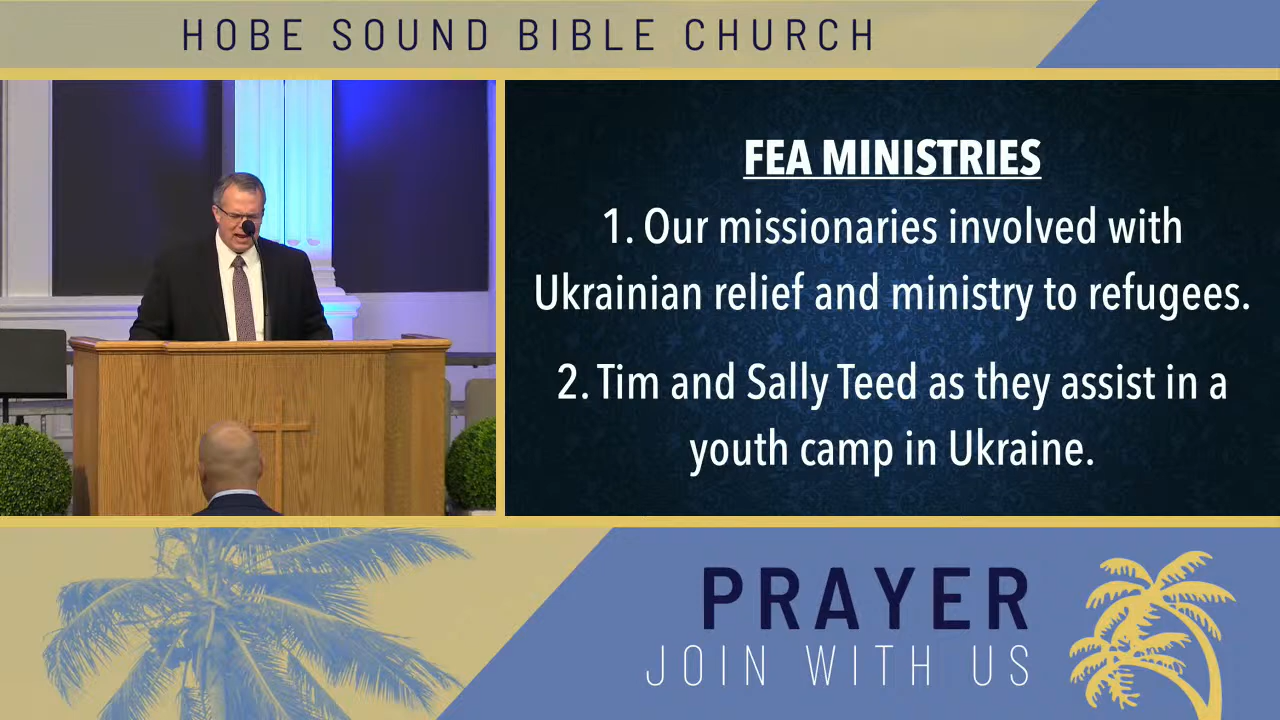 HOBE SOUND BIBLE CHURCH
FEA MINISTRIES
1. Our missionaries involved with
Ukrainian relief and ministry to refugees.
2. Tim and Sally Teed as they assist in a
youth camp in Ukraine.
PRAYER
JOIN WITH US